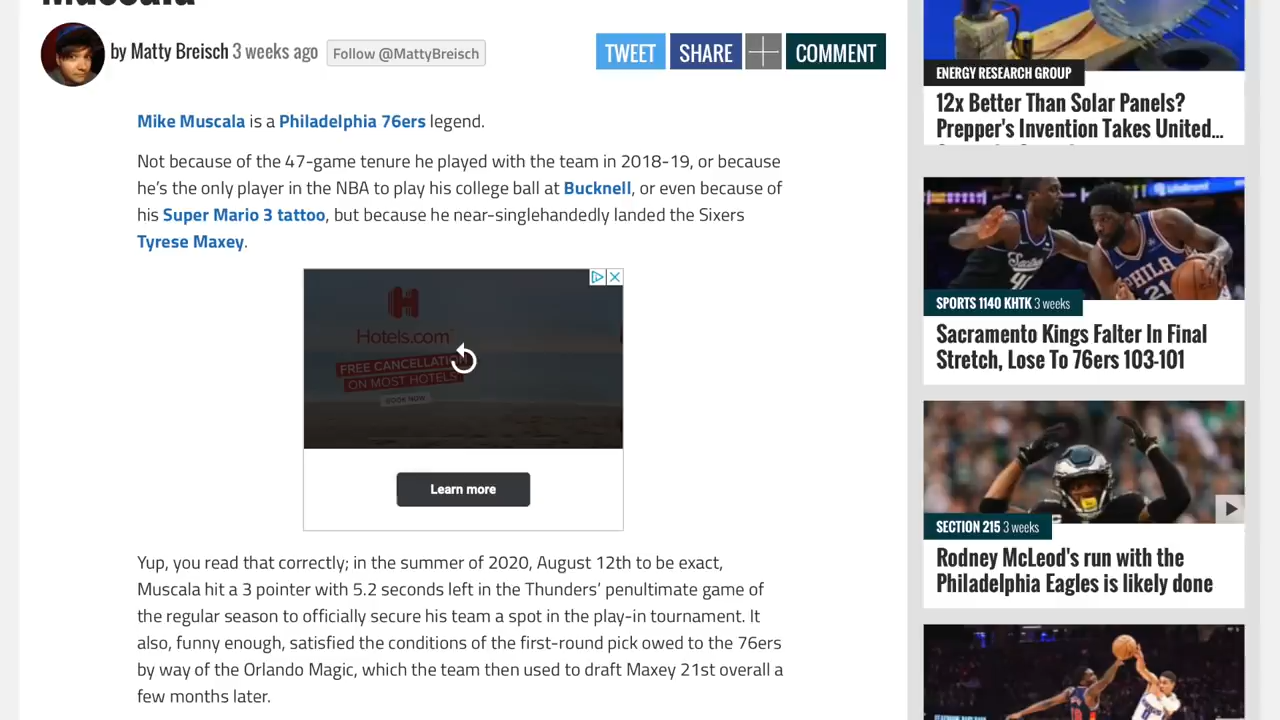 Muscala
by Matty Breisch 3 weeks ago
Follow @MattyBreisch
TWEET
SHARE
COMMENT
Mike Muscala is a Philadelphia 76ers legend.
Not because of the 47-game tenure he played with the team in 2018-19, or because
he's the only player in the NBA to play his college ball at Bucknell, or even because of
his Super Mario 3 tattoo, but because he near-singlehandedly landed the Sixers
Tyrese Maxey.
Hotels.com
FREE CANCELLATION
ON MOST HOTELS
BOOK NOW
Learn more
Yup, you read that correctly; in the summer of 2020, August 12th to be exact,
Muscala hit a 3 pointer with 5.2 seconds left in the Thunders' penultimate game of
the regular season to officially secure his team a spot in the play-in tournament. It
also, funny enough, satisfied the conditions of the first-round pick owed to the 76ers
by way of the Orlando Magic, which the team then used to draft Maxey 21st overall a
few months later.
ENERGY RESEARCH GROUP
12x Better Than Solar Panels?
Prepper's Invention Takes United...
PHILA
21
SPORTS 1140 KHTK 3 weeks
Sacramento Kings Falter In Final
Stretch, Lose To 76ers 103-101
SECTION 215 3 weeks
Rodney McLeod's run with the
Philadelphia Eagles is likely done